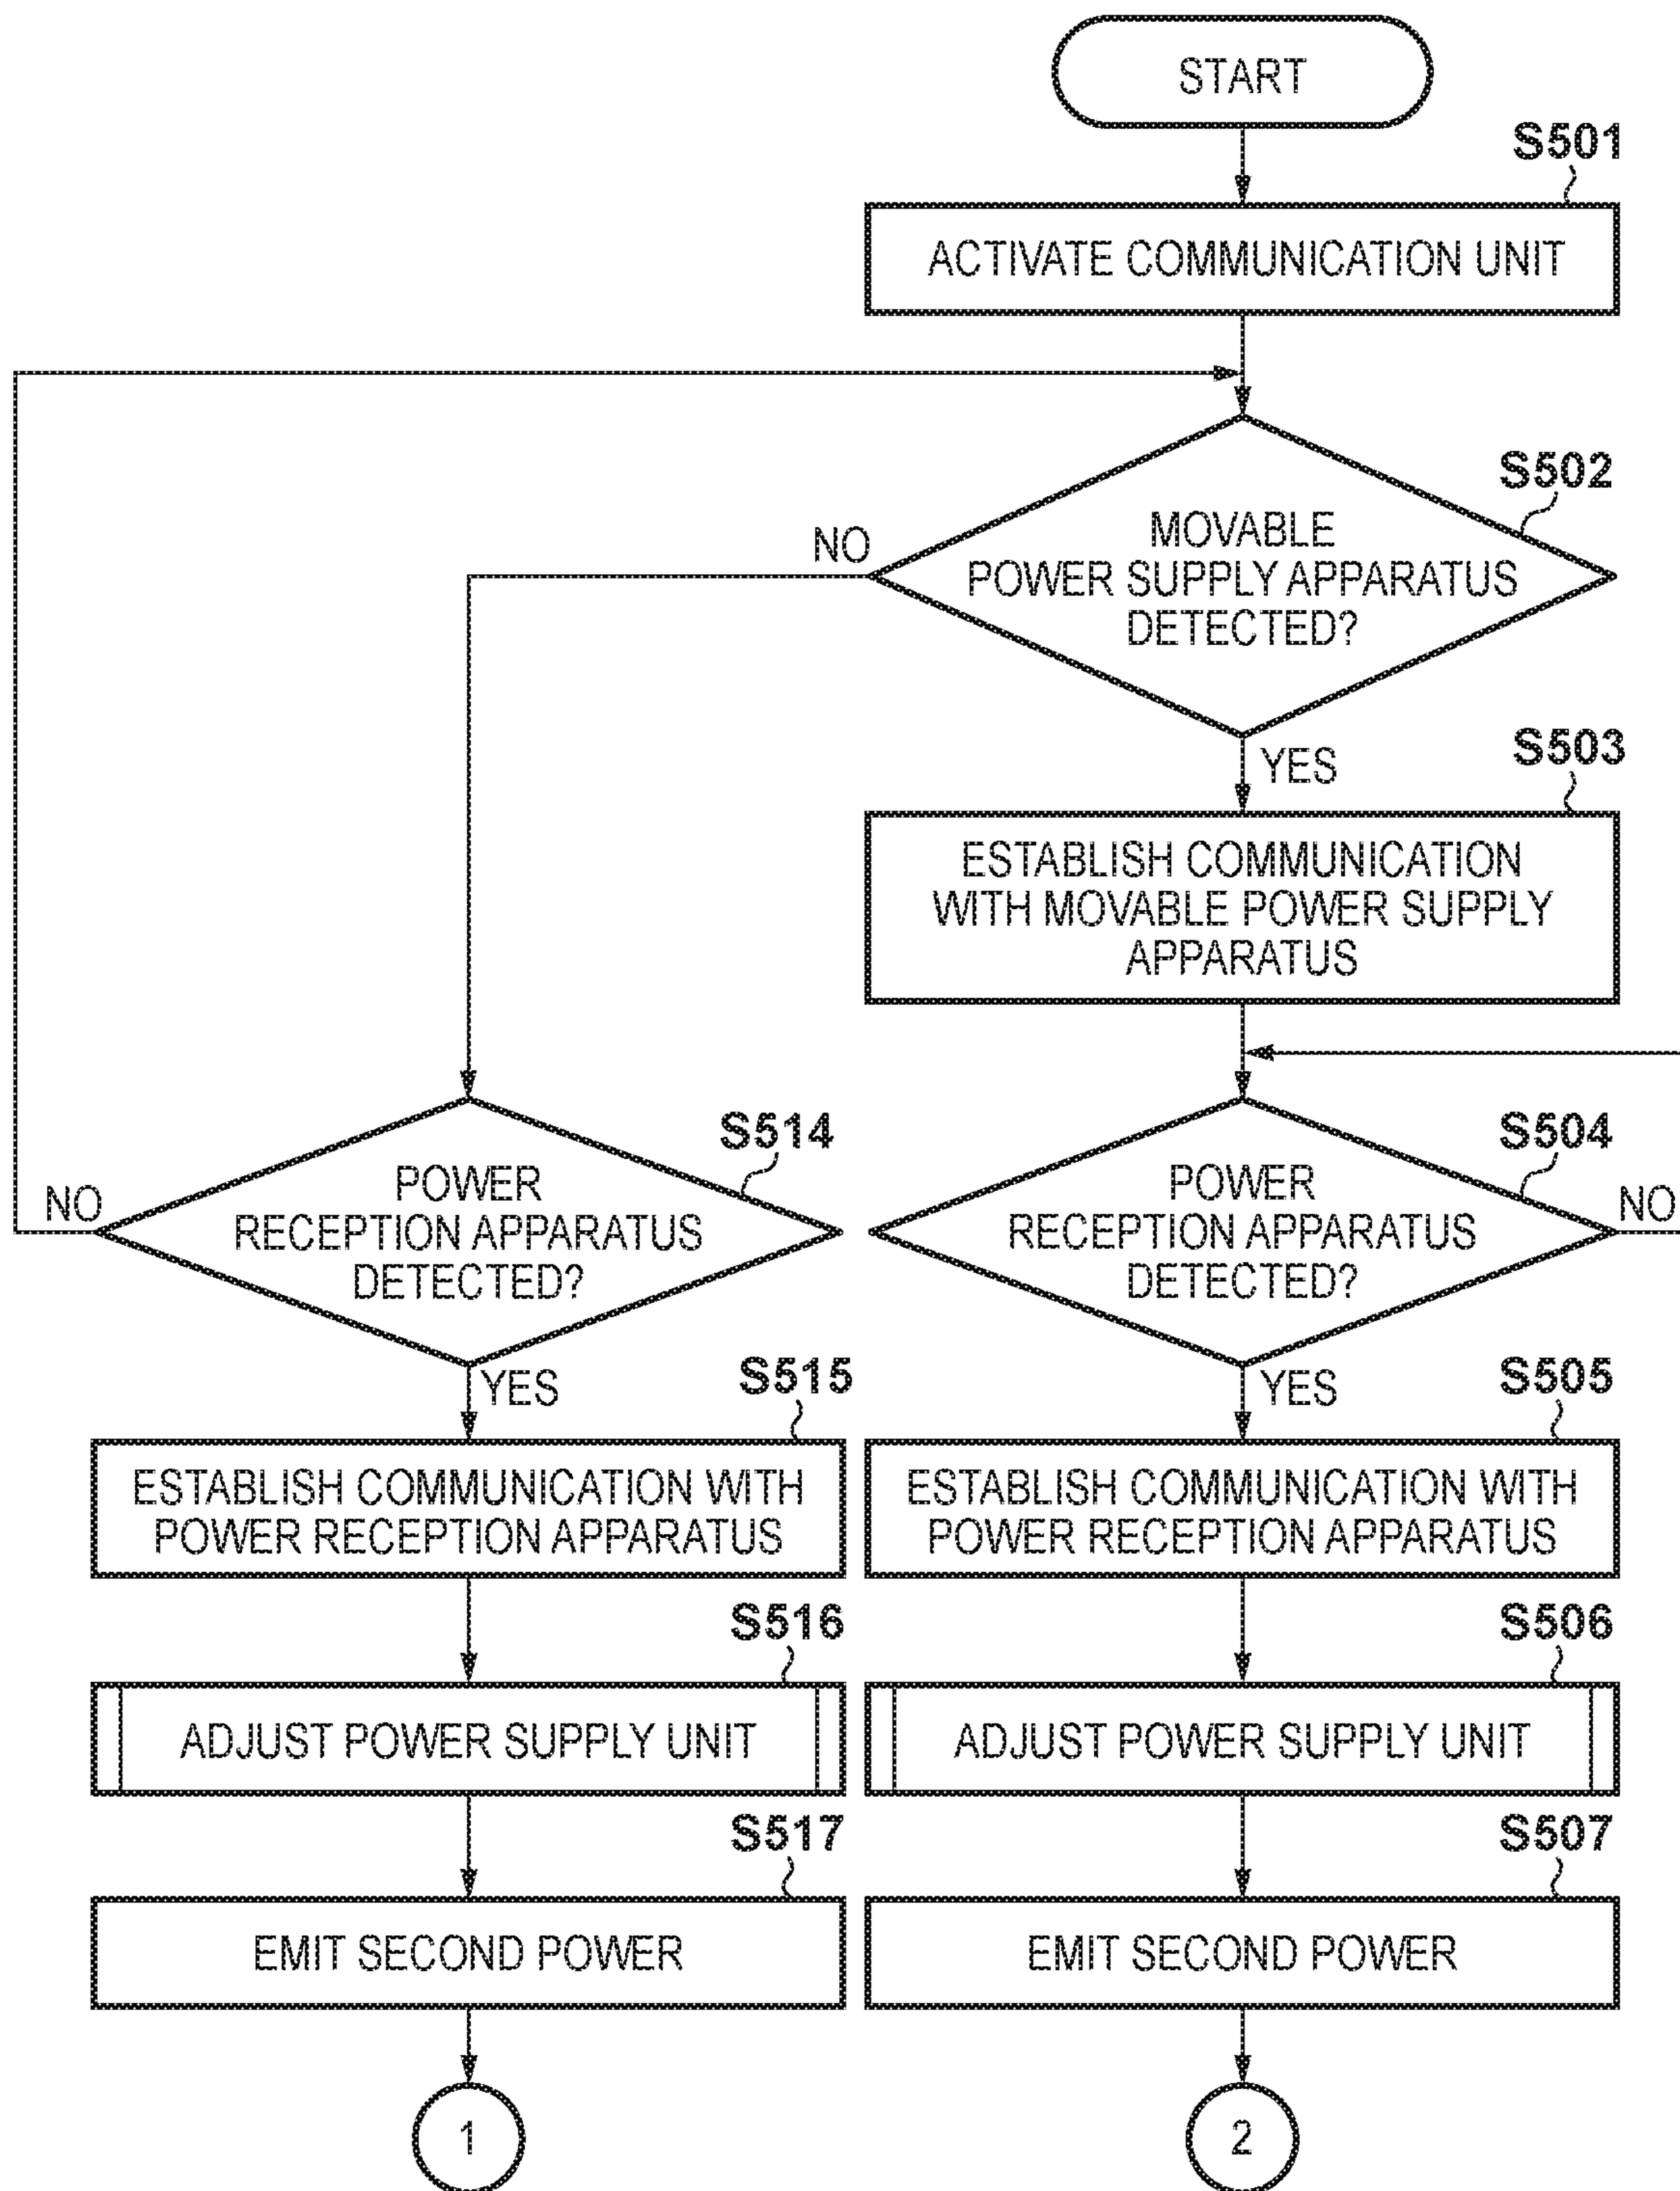 START
S501
ACTIVATE COMMUNICATION UNIT
S502
NO
MOVABLE
POWER SUPPLY APPARATUS
DETECTED?
YES
S503
ESTABLISH COMMUNICATION
WITH MOVABLE POWER SUPPLY
APPARATUS
S514
NO
POWER
RECEPTION APPARATUS
DETECTED?
YES
S504
NO
POWER
RECEPTION APPARATUS
DETECTED?
YES
S515
ESTABLISH COMMUNICATION WITH
POWER RECEPTION APPARATUS
S505
ESTABLISH COMMUNICATION WITH
POWER RECEPTION APPARATUS
S516
ADJUST POWER SUPPLY UNIT
S506
ADJUST POWER SUPPLY UNIT
S517
EMIT SECOND POWER
S507
EMIT SECOND POWER
1
2